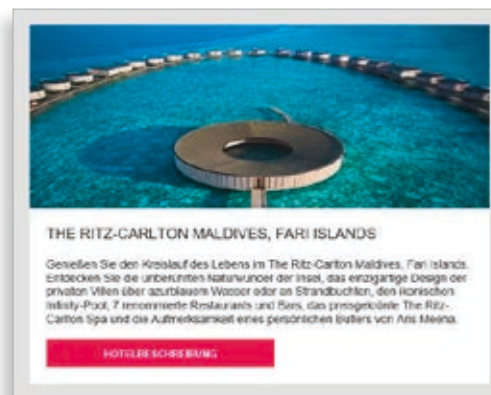 THE RITZ-CARLTON MALDIVES, FARI ISLANDS
Genießen Sie den Kreislauf des Lebens im The Ritz-Carlton Maldives, Fari Islands.
Entdecken Sie die unberührten Naturwunder der Insel, das einzigartige Design der
privaten Villen über azurblauem Wasser oder an Strandbuchten, den ikonischen
Infinity-Pool, 7 renommierte Restaurants und Bars, das preisgekrönte The Ritz-
Carlton Spa und die Aufmerksamkeit eines persönlichen Butlers von Aris Meeha.
HOTELBESCHREIBUNG